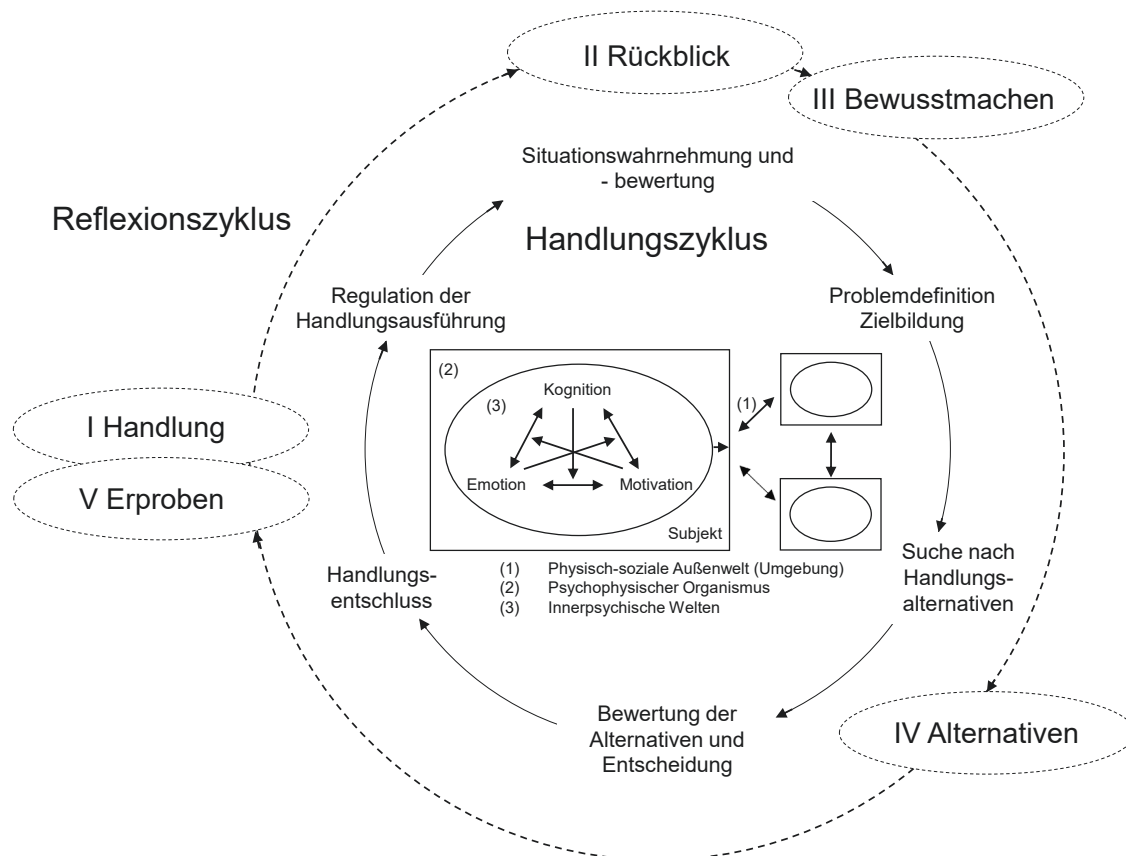 II Rückblick
III Bewusstmachen
Situationswahrnehmung und
- bewertung
Reflexionszyklus
Handlungszyklus
Regulation der
Handlungsausführung
Problemdefinition
Zielbildung
(2)
Kognition
(3)
(1)
I Handlung
Emotion
Motivation
V Erproben
Subjekt
Suche nach
Handlungs-
alternativen
(1) Physisch-soziale Außenwelt (Umgebung)
(2) Psychophysischer Organismus
(3) Innerpsychische Welten
Handlungs-
entschluss
Bewertung der
Alternativen und
Entscheidung
IV Alternativen